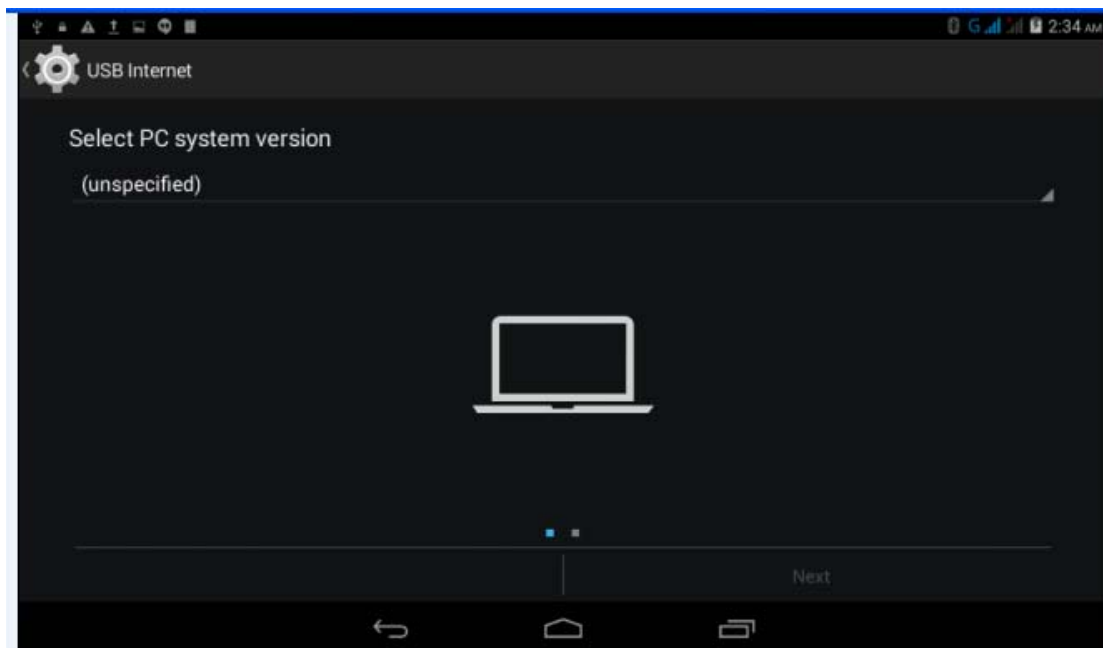 G 2:34 AM
USB Internet
Select PC system version
(unspecified)
Next